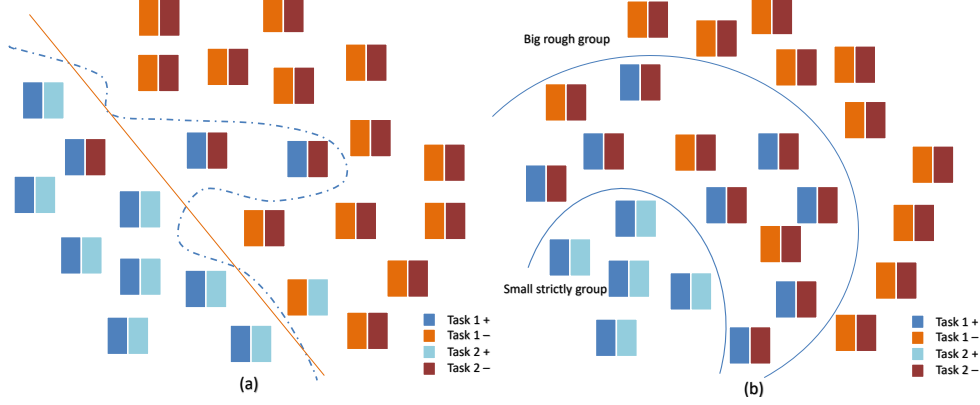 Task 1 +
Task 1 –
Task 2 +
Task 2 –
(a)
Big rough group
Small strictly group
Task 1 +
Task 1 –
Task 2 +
Task 2 –
(b)